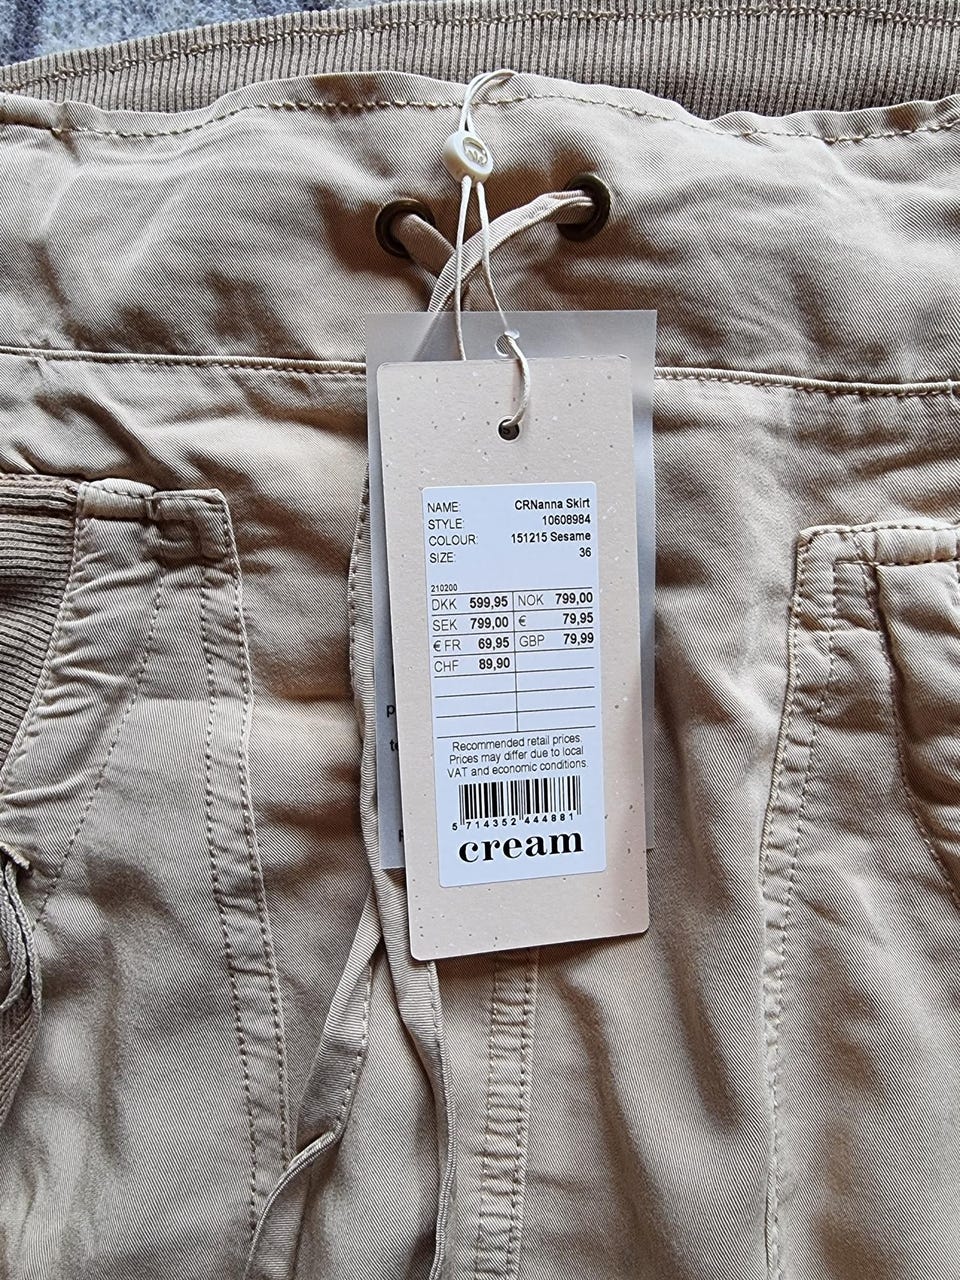 NAME: CRNanna Skirt
STYLE: 10608984
COLOUR: 151215 Sesame
SIZE: 36
210200
DKK 599,95 NOK 799,00
SEK 799,00 € 79,95
€ FR 69,95 GBP 79,99
CHF 89,90
Recommended retail prices.
Prices may differ due to local
VAT and economic conditions.
5 714352 444881
cream